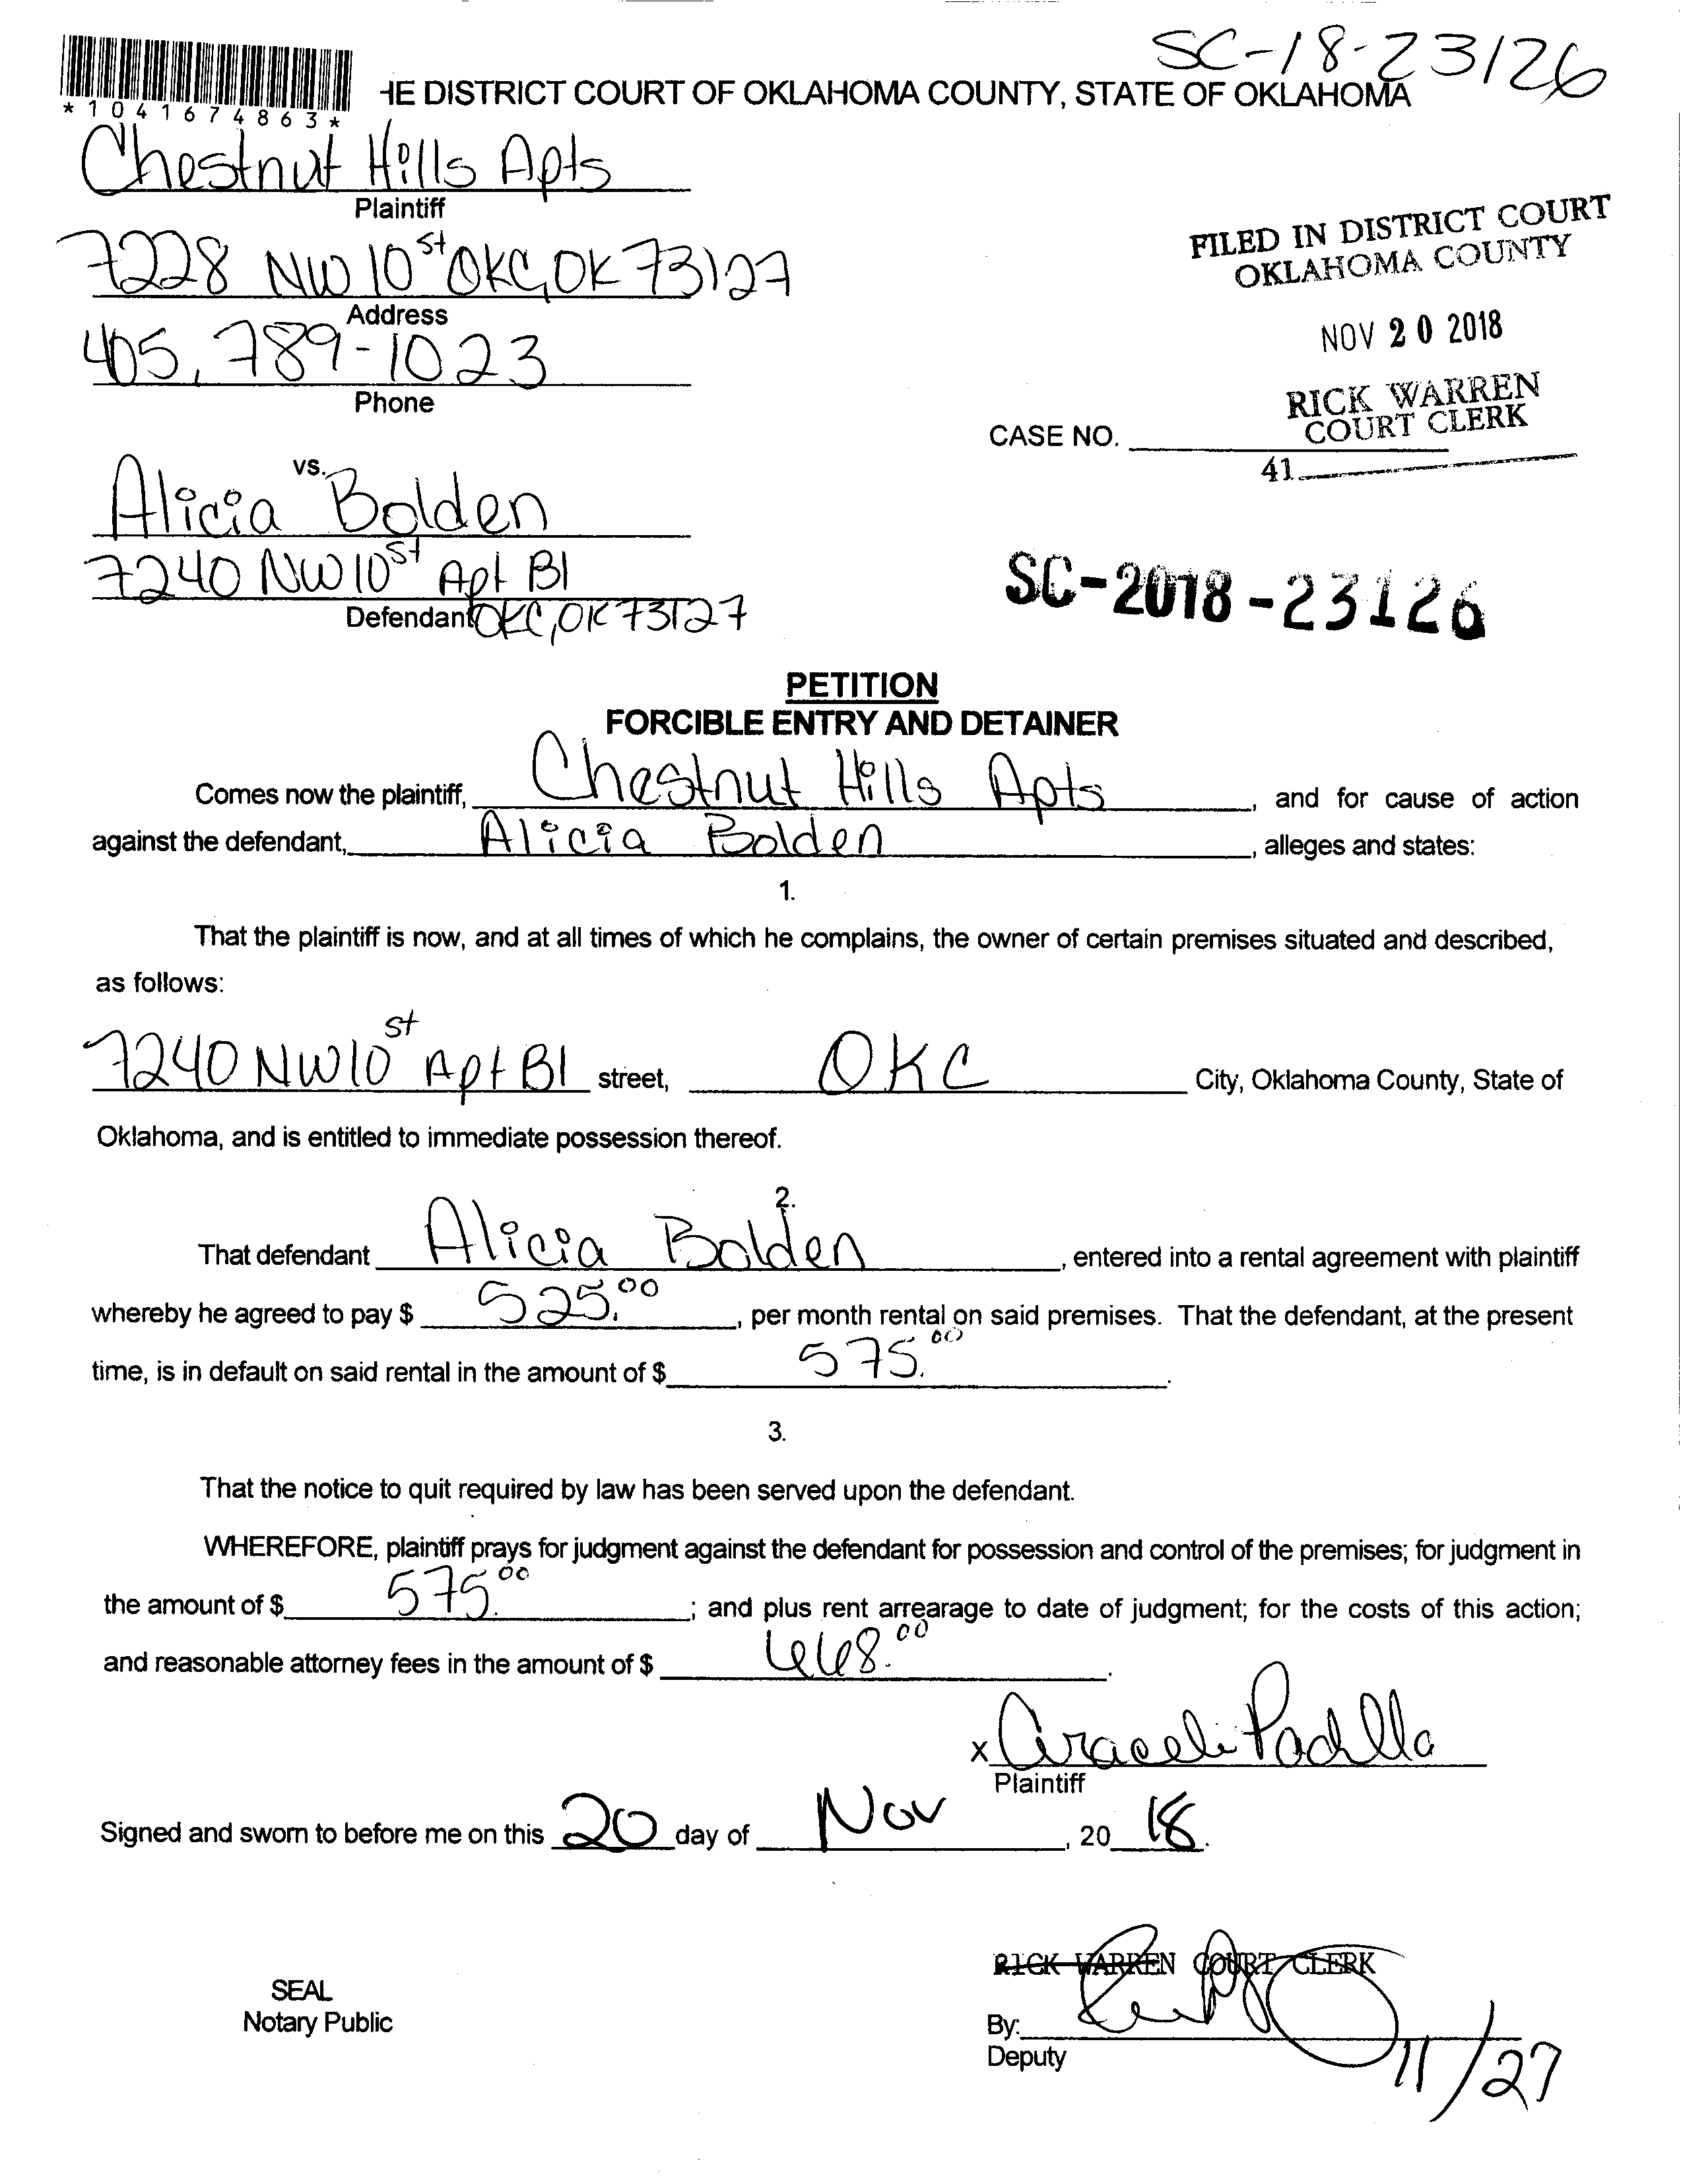 SC-18-23126
*1041674863*
HE DISTRICT COURT OF OKLAHOMA COUNTY, STATE OF OKLAHOMA
Chestnut Hills Apts
Plaintiff
7228 NW 10st OKC, OK 73127
Address
405, 789-1023
Phone
FILED IN DISTRICT COURT
OKLAHOMA COUNTY
NOV 20 2018
RICK WARREN
COURT CLERK
CASE NO.
41
vs.
Alicia Bolden
7240 NW 10st Apt B1
Defendant OKC, OK 73127
SC-2018-23126
PETITION
FORCIBLE ENTRY AND DETAINER
Comes now the plaintiff, Chestnut Hills Apts, and for cause of action
against the defendant, Alicia Bolden, alleges and states:
1.
That the plaintiff is now, and at all times of which he complains, the owner of certain premises situated and described,
as follows:
7240 NW 10st Apt B1 street, OKC City, Oklahoma County, State of
Oklahoma, and is entitled to immediate possession thereof.
2.
That defendant Alicia Bolden, entered into a rental agreement with plaintiff
whereby he agreed to pay $ 525.00, per month rental on said premises. That the defendant, at the present
time, is in default on said rental in the amount of $ 575.00.
3.
That the notice to quit required by law has been served upon the defendant.
WHEREFORE, plaintiff prays for judgment against the defendant for possession and control of the premises; for judgment in
the amount of $ 575.00; and plus rent arrearage to date of judgment; for the costs of this action;
and reasonable attorney fees in the amount of $ 668.00.
x Araceli Padilla
Plaintiff
Signed and sworn to before me on this 20 day of Nov, 20 18.
RICK WARREN COURT CLERK
SEAL
Notary Public
By:
Deputy
11/27